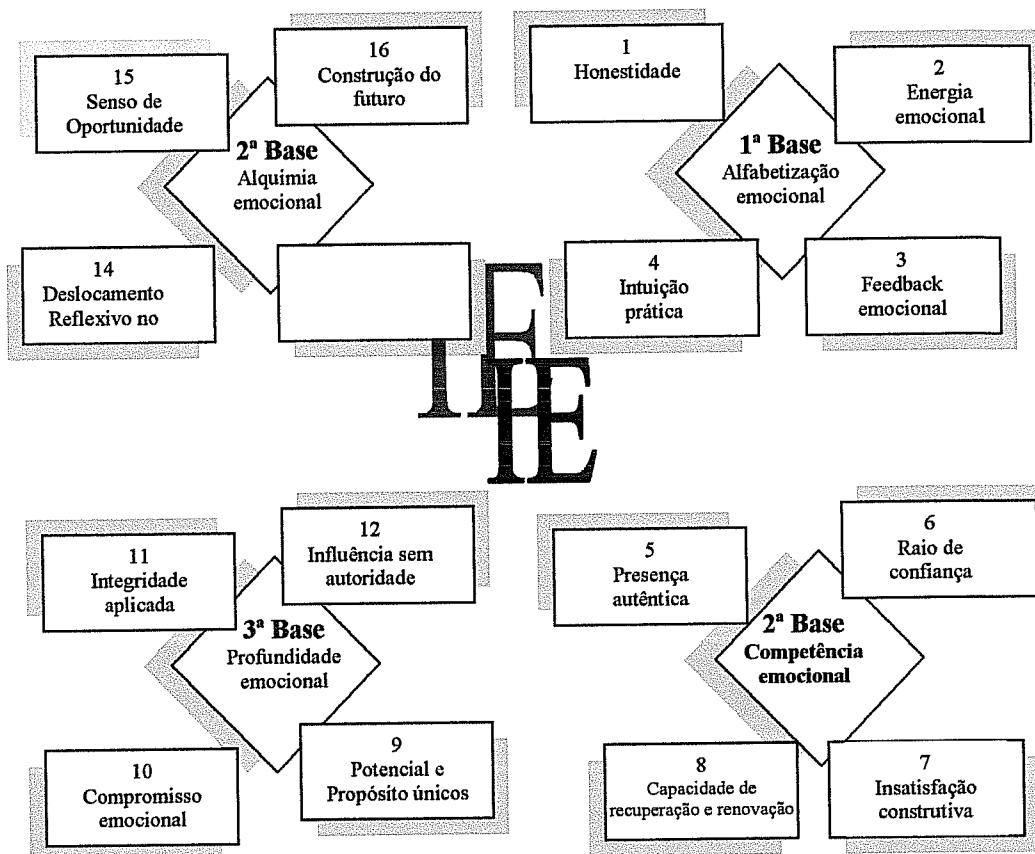 15
Senso de
Oportunidade
16
Construção do
futuro
2ª Base
Alquimia
emocional
14
Deslocamento
Reflexivo no
1
Honestidade
2
Energia
emocional
1ª Base
Alfabetização
emocional
4
Intuição
prática
3
Feedback
emocional
IE
IE
11
Integridade
aplicada
12
Influência sem
autoridade
3ª Base
Profundidade
emocional
10
Compromisso
emocional
9
Potencial e
Propósito únicos
5
Presença
autêntica
6
Raio de
confiança
2ª Base
Competência
emocional
8
Capacidade de
recuperação e renovação
7
Insatisfação
construtiva